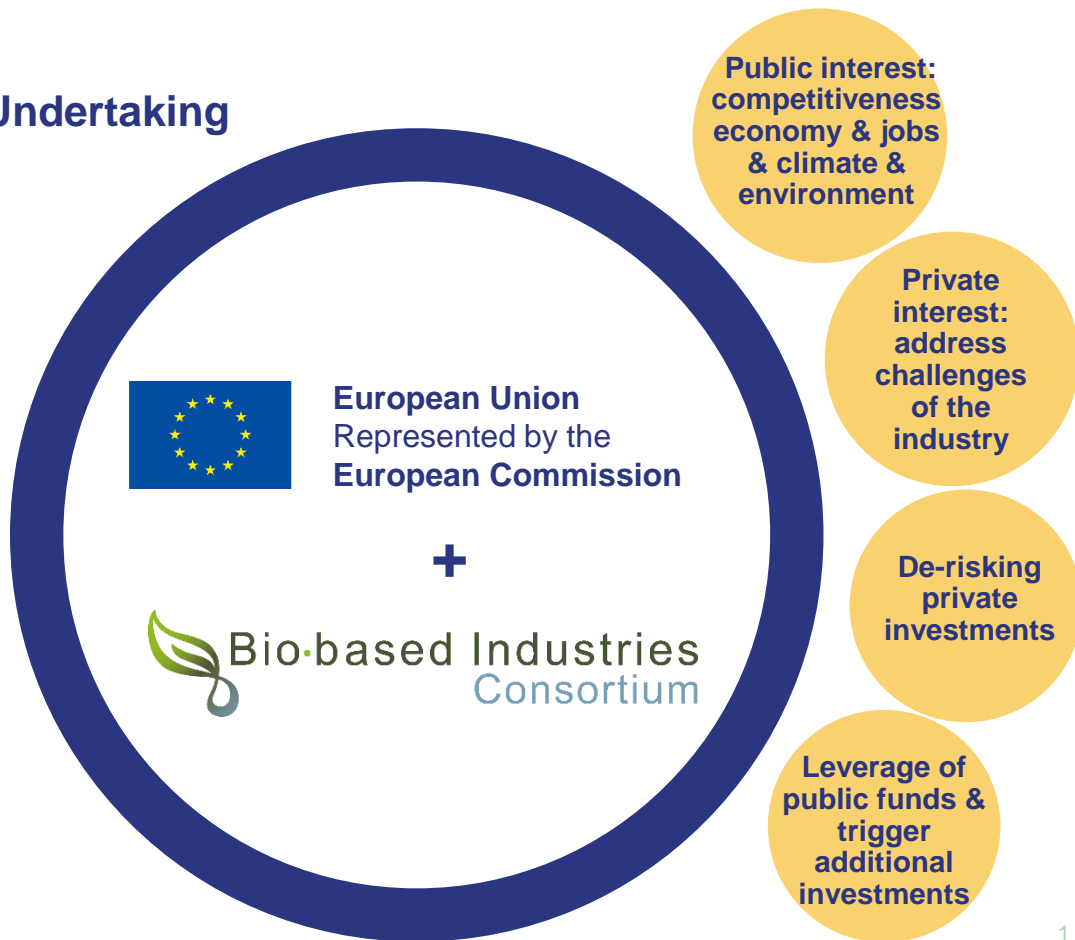 Undertaking
Public interest:
competitiveness
economy & jobs
& climate &
environment
Private
interest:
address
challenges
of the
industry
European Union
Represented by the
European Commission
+
De-risking
private
investments
Bio·based Industries
Consortium
Leverage of
public funds &
trigger
additional
investments
1